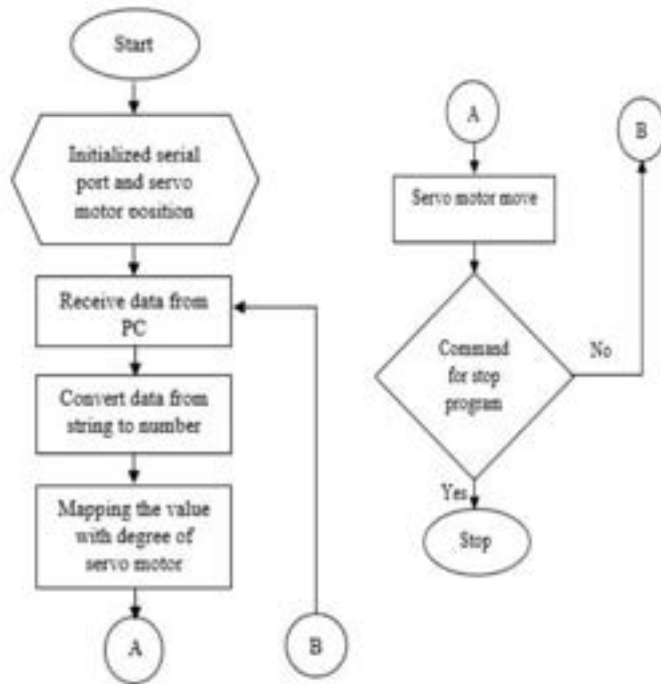 Start
Initialized serial
port and servo
motor position
Receive data from
PC
Convert data from
string to number
Mapping the value
with degree of
servo motor
A
B
A
Servo motor move
Command
for stop
program
No
B
Yes
Stop